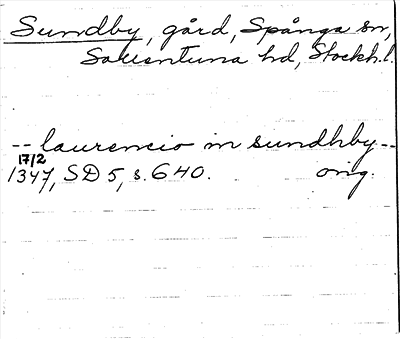 Sundby, gård, Spånga sn,
Sollentuna hd, Stockh.l.
-- laurencio in sundhby --
17/2
1347, SD 5, s. 640. orig.